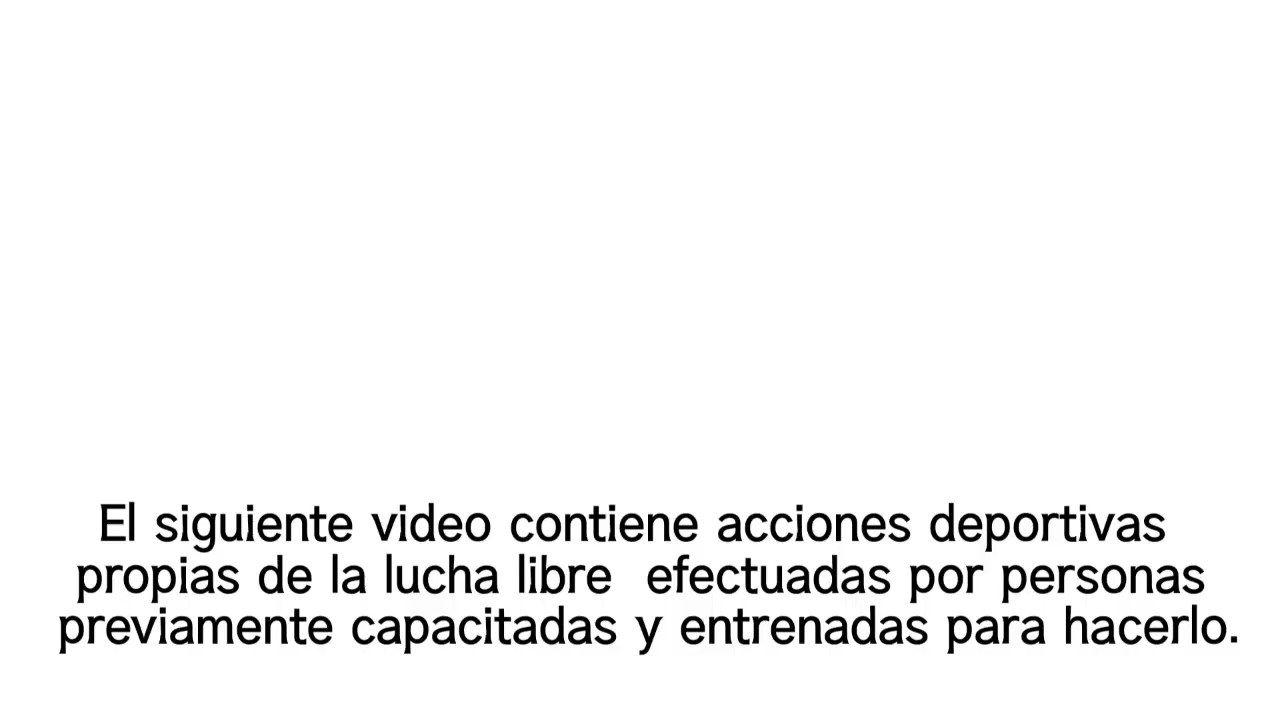 El siguiente video contiene acciones deportivas
propias de la lucha libre  efectuadas por personas
previamente capacitadas y entrenadas para hacerlo.